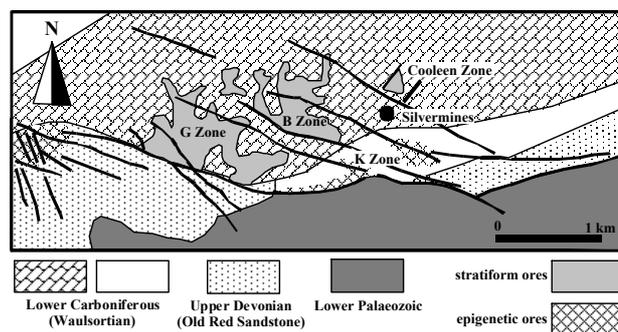 N
Cooleen Zone
Silvermines
G Zone
B Zone
K Zone
0 1 km
Lower Carboniferous
(Waulsortian)
Upper Devonian
(Old Red Sandstone)
Lower Palaeozoic
stratiform ores
epigenetic ores